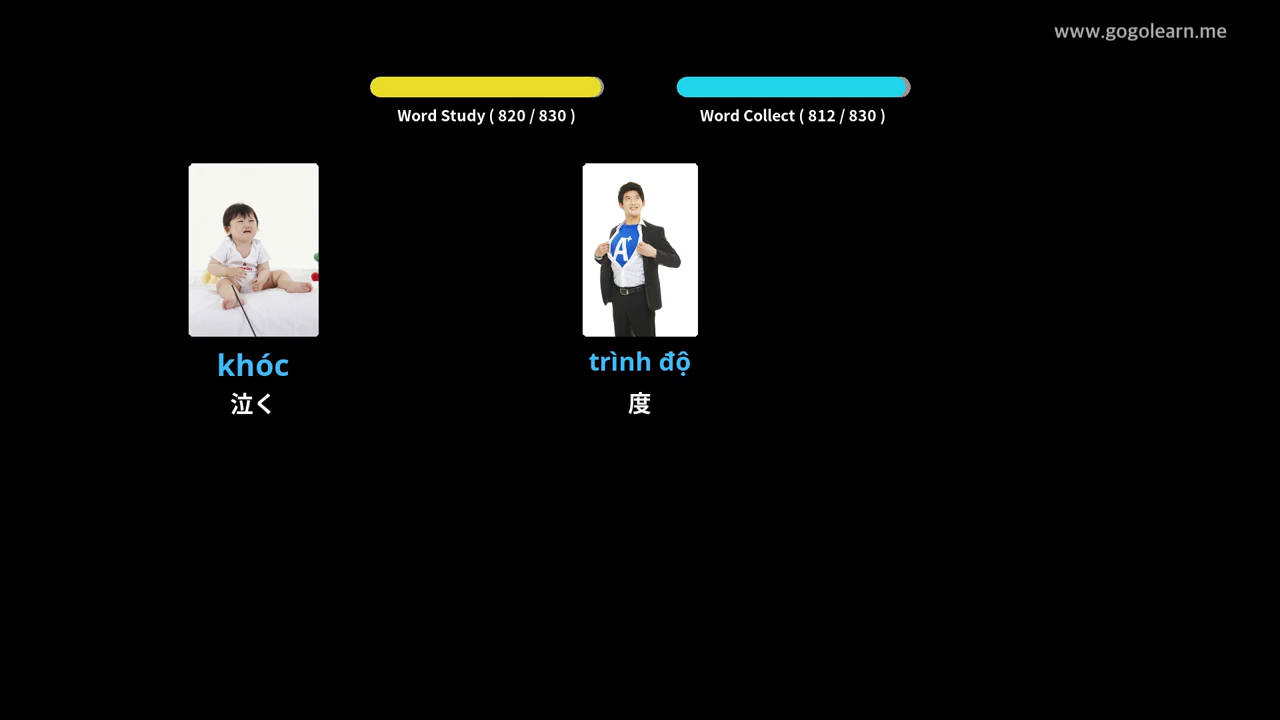 www.gogolearn.me
Word Study ( 820 / 830 )
Word Collect ( 812 / 830 )
A+
khóc
泣く
trình độ
度